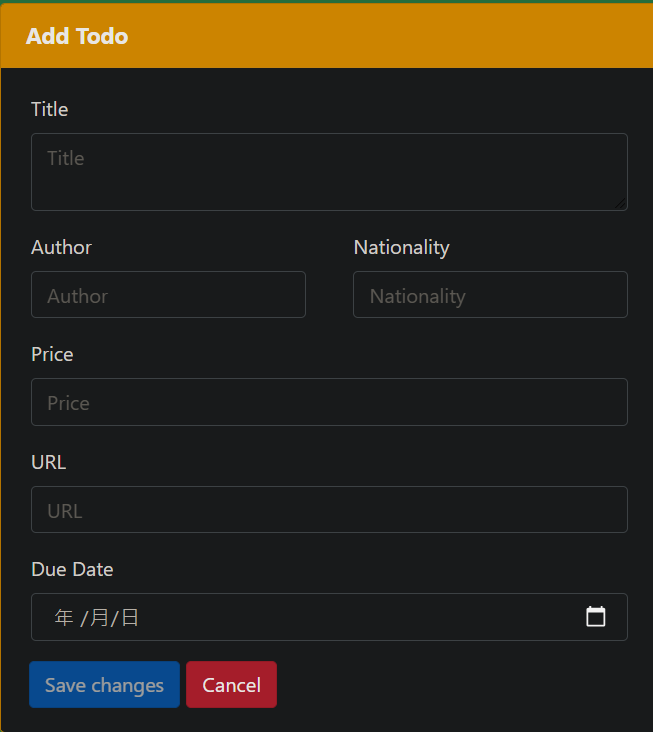 Add Todo
Title
Title
Author Nationality
Author Nationality
Price
Price
URL
URL
Due Date
年 /月/日
Save changes Cancel